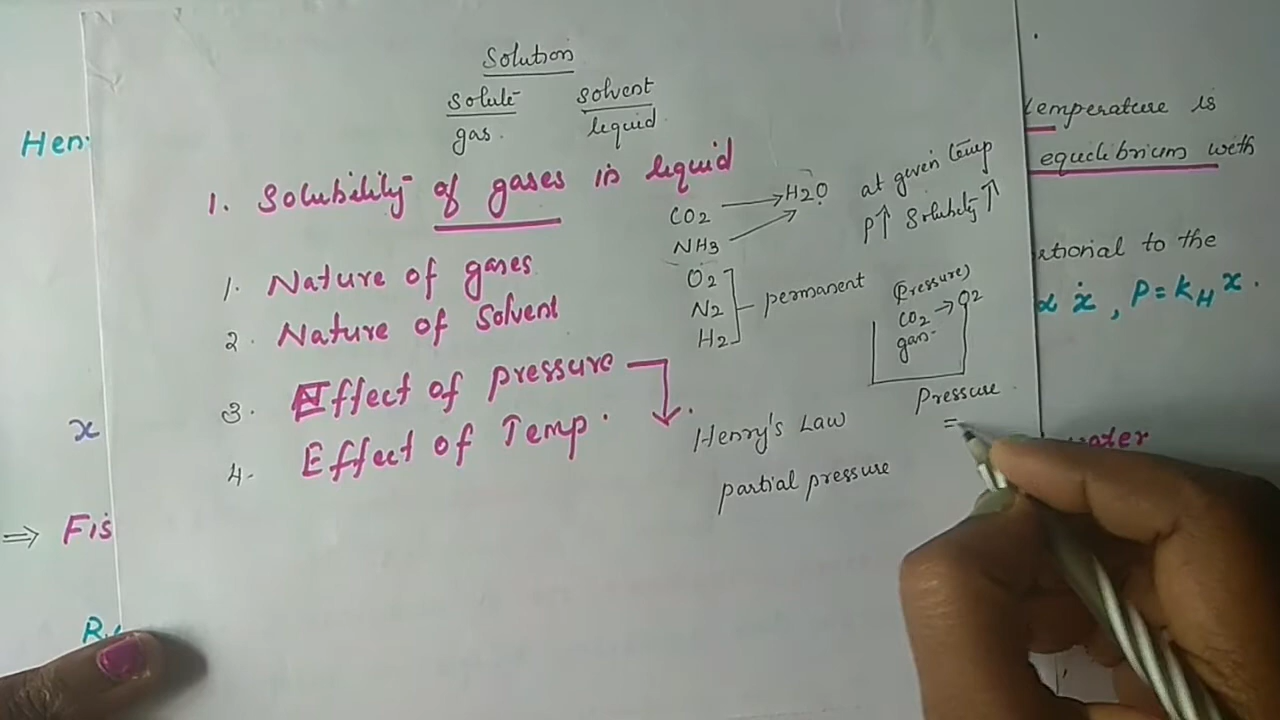 Solution
Solute Solvent
gas. liquid.
1. Solubility of gases in liquid
CO2 → H2O
NH3
at given temp
P↑ Solubility ↑
1. Nature of gases
2. Nature of Solvent
3. Effect of pressure
4. Effect of Temp.
O2
N2
H2
permanent
(Pressure)
CO2 → O2
gas
Pressure.
=
Henry's Law
partial pressure
Hen
x
⇒ Fis
R
temperature is
equilibrium with
rtional to the
α x, P = KH x.
water